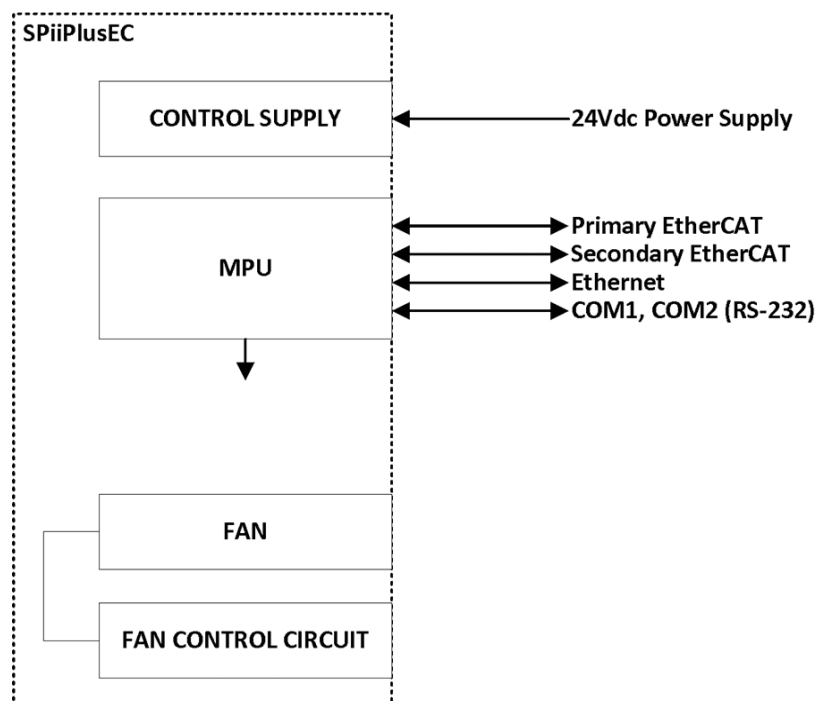 SPiiPlusEC
CONTROL SUPPLY
24Vdc Power Supply
MPU
Primary EtherCAT
Secondary EtherCAT
Ethernet
COM1, COM2 (RS-232)
FAN
FAN CONTROL CIRCUIT